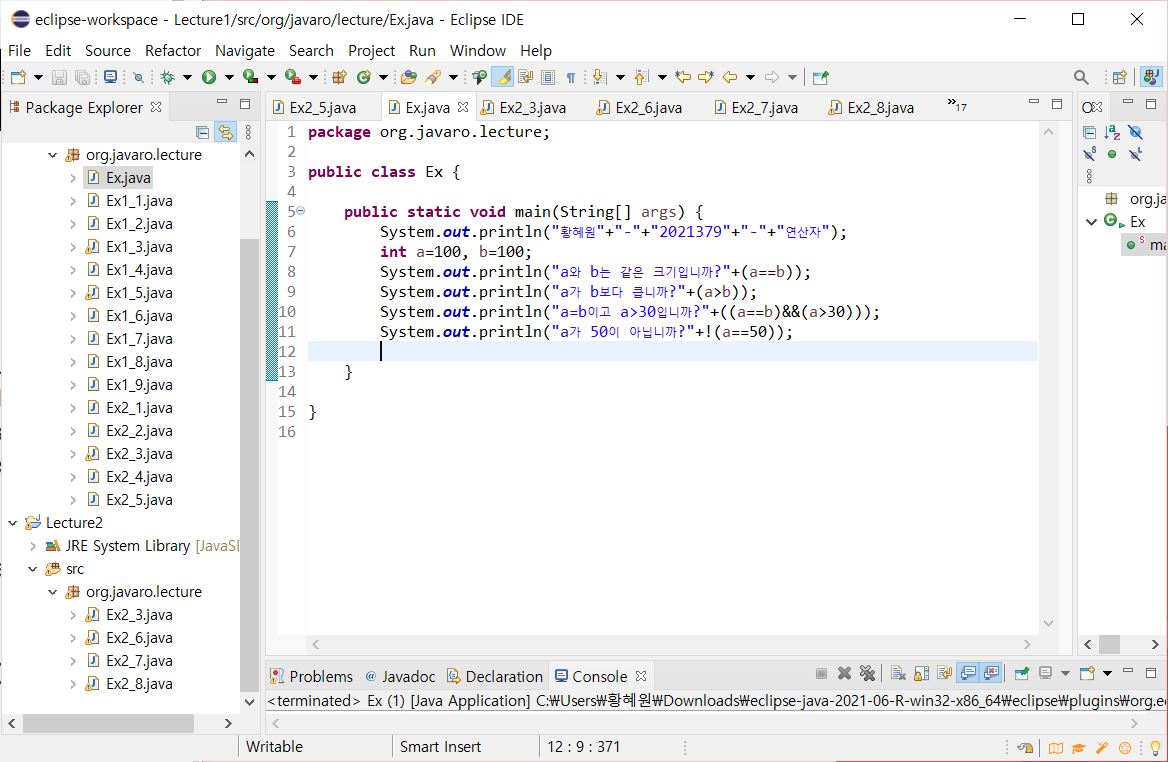 eclipse-workspace - Lecture1/src/org/javaro/lecture/Ex.java - Eclipse IDE
File Edit Source Refactor Navigate Search Project Run Window Help
Package Explorer
Ex2_5.java Ex.java Ex2_3.java Ex2_6.java Ex2_7.java Ex2_8.java »17
org.javaro.lecture
Ex.java
Ex1_1.java
Ex1_2.java
Ex1_3.java
Ex1_4.java
Ex1_5.java
Ex1_6.java
Ex1_7.java
Ex1_8.java
Ex1_9.java
Ex2_1.java
Ex2_2.java
Ex2_3.java
Ex2_4.java
Ex2_5.java
Lecture2
JRE System Library [JavaSE
src
org.javaro.lecture
Ex2_3.java
Ex2_6.java
Ex2_7.java
Ex2_8.java
1 package org.javaro.lecture;
2
3 public class Ex {
4
5 public static void main(String[] args) {
6 System.out.println("황혜원"+"-"+"2021379"+"-"+"연산자");
7 int a=100, b=100;
8 System.out.println("a와 b는 같은 크기입니까?"+(a==b));
9 System.out.println("a가 b보다 큽니까?"+(a>b));
10 System.out.println("a=b이고 a>30입니까?"+((a==b)&&(a>30)));
11 System.out.println("a가 50이 아닙니까?"+!(a==50));
12
13 }
14
15 }
16
org.ja
Ex
ma
Problems @ Javadoc Declaration Console
<terminated> Ex (1) [Java Application] C:₩Users₩황혜원₩Downloads₩eclipse-java-2021-06-R-win32-x86_64₩eclipse₩plugins₩org.e
Writable Smart Insert 12 : 9 : 371